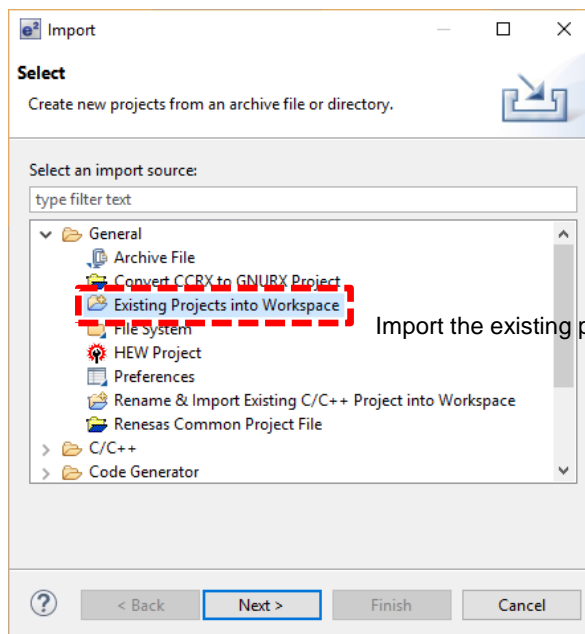 e² Import
Select
Create new projects from an archive file or directory.
Select an import source:
type filter text
General
Archive File
Convert CCRX to GNURX Project
Existing Projects into Workspace
File System
Import the existing
HEW Project
Preferences
Rename & Import Existing C/C++ Project into Workspace
Renesas Common Project File
C/C++
Code Generator
? < Back Next > Finish Cancel